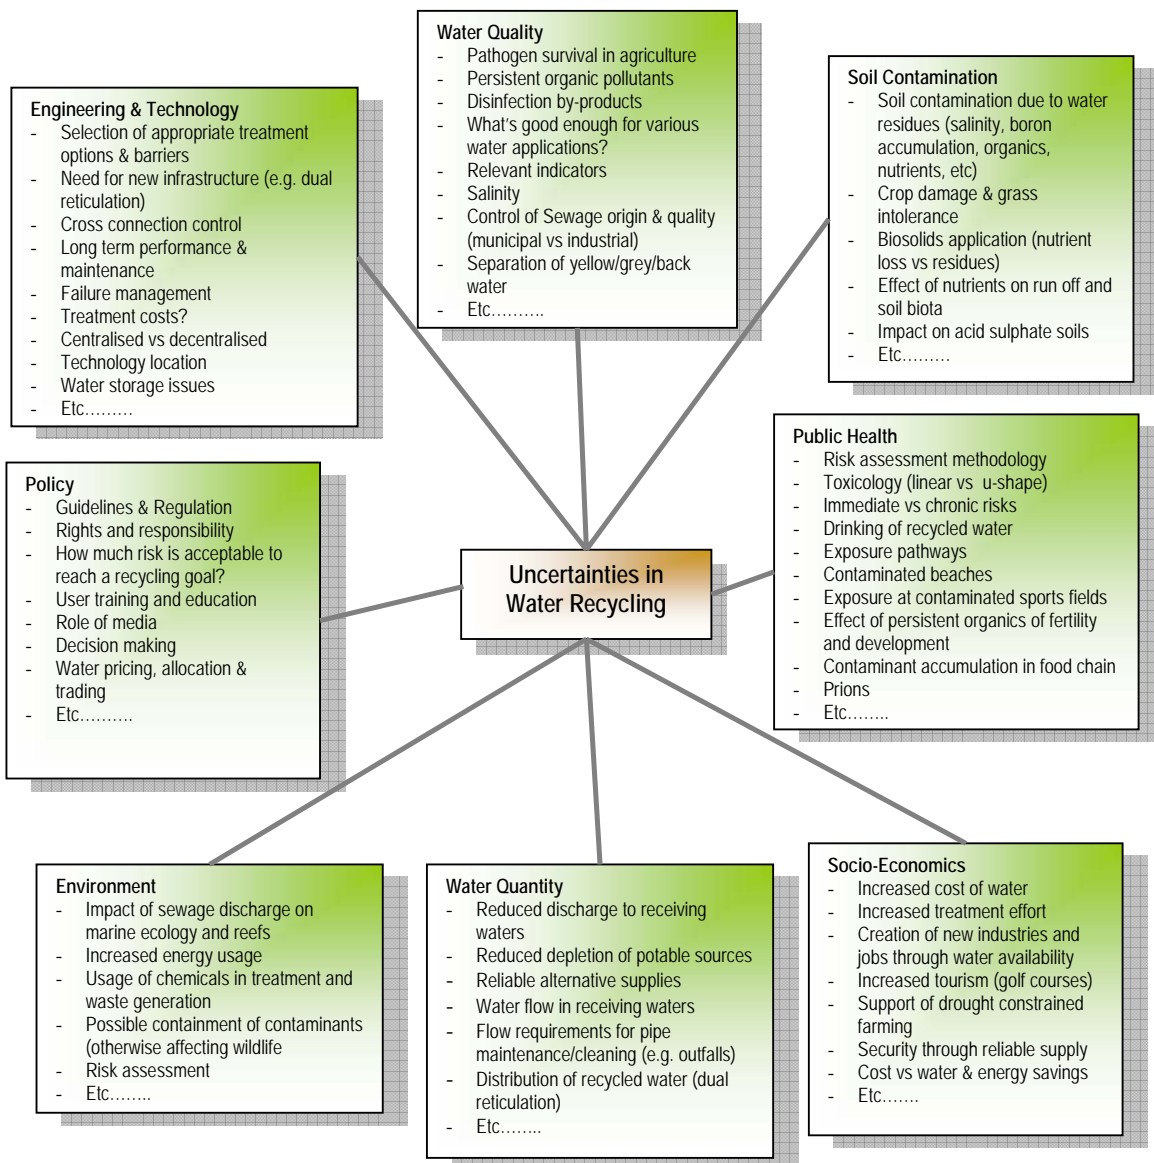 Water Quality
- Pathogen survival in agriculture
- Persistent organic pollutants
- Disinfection by-products
- What's good enough for various
water applications?
- Relevant indicators
- Salinity
- Control of Sewage origin & quality
(municipal vs industrial)
- Separation of yellow/grey/back
water
- Etc……….
Engineering & Technology
- Selection of appropriate treatment
options & barriers
- Need for new infrastructure (e.g. dual
reticulation)
- Cross connection control
- Long term performance &
maintenance
- Failure management
- Treatment costs?
- Centralised vs decentralised
- Technology location
- Water storage issues
- Etc………
Soil Contamination
- Soil contamination due to water
residues (salinity, boron
accumulation, organics,
nutrients, etc)
- Crop damage & grass
intolerance
- Biosolids application (nutrient
loss vs residues)
- Effect of nutrients on run off and
soil biota
- Impact on acid sulphate soils
- Etc………
Policy
- Guidelines & Regulation
- Rights and responsibility
- How much risk is acceptable to
reach a recycling goal?
- User training and education
- Role of media
- Decision making
- Water pricing, allocation &
trading
- Etc……….
Uncertainties in
Water Recycling
Public Health
- Risk assessment methodology
- Toxicology (linear vs u-shape)
- Immediate vs chronic risks
- Drinking of recycled water
- Exposure pathways
- Contaminated beaches
- Exposure at contaminated sports fields
- Effect of persistent organics of fertility
and development
- Contaminant accumulation in food chain
- Prions
- Etc……..
Environment
- Impact of sewage discharge on
marine ecology and reefs
- Increased energy usage
- Usage of chemicals in treatment and
waste generation
- Possible containment of contaminants
(otherwise affecting wildlife
- Risk assessment
- Etc……..
Water Quantity
- Reduced discharge to receiving
waters
- Reduced depletion of potable sources
- Reliable alternative supplies
- Water flow in receiving waters
- Flow requirements for pipe
maintenance/cleaning (e.g. outfalls)
- Distribution of recycled water (dual
reticulation)
- Etc……..
Socio-Economics
- Increased cost of water
- Increased treatment effort
- Creation of new industries and
jobs through water availability
- Increased tourism (golf courses)
- Support of drought constrained
farming
- Security through reliable supply
- Cost vs water & energy savings
- Etc…….